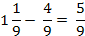 1 1/9 − 4/9 = 5/9